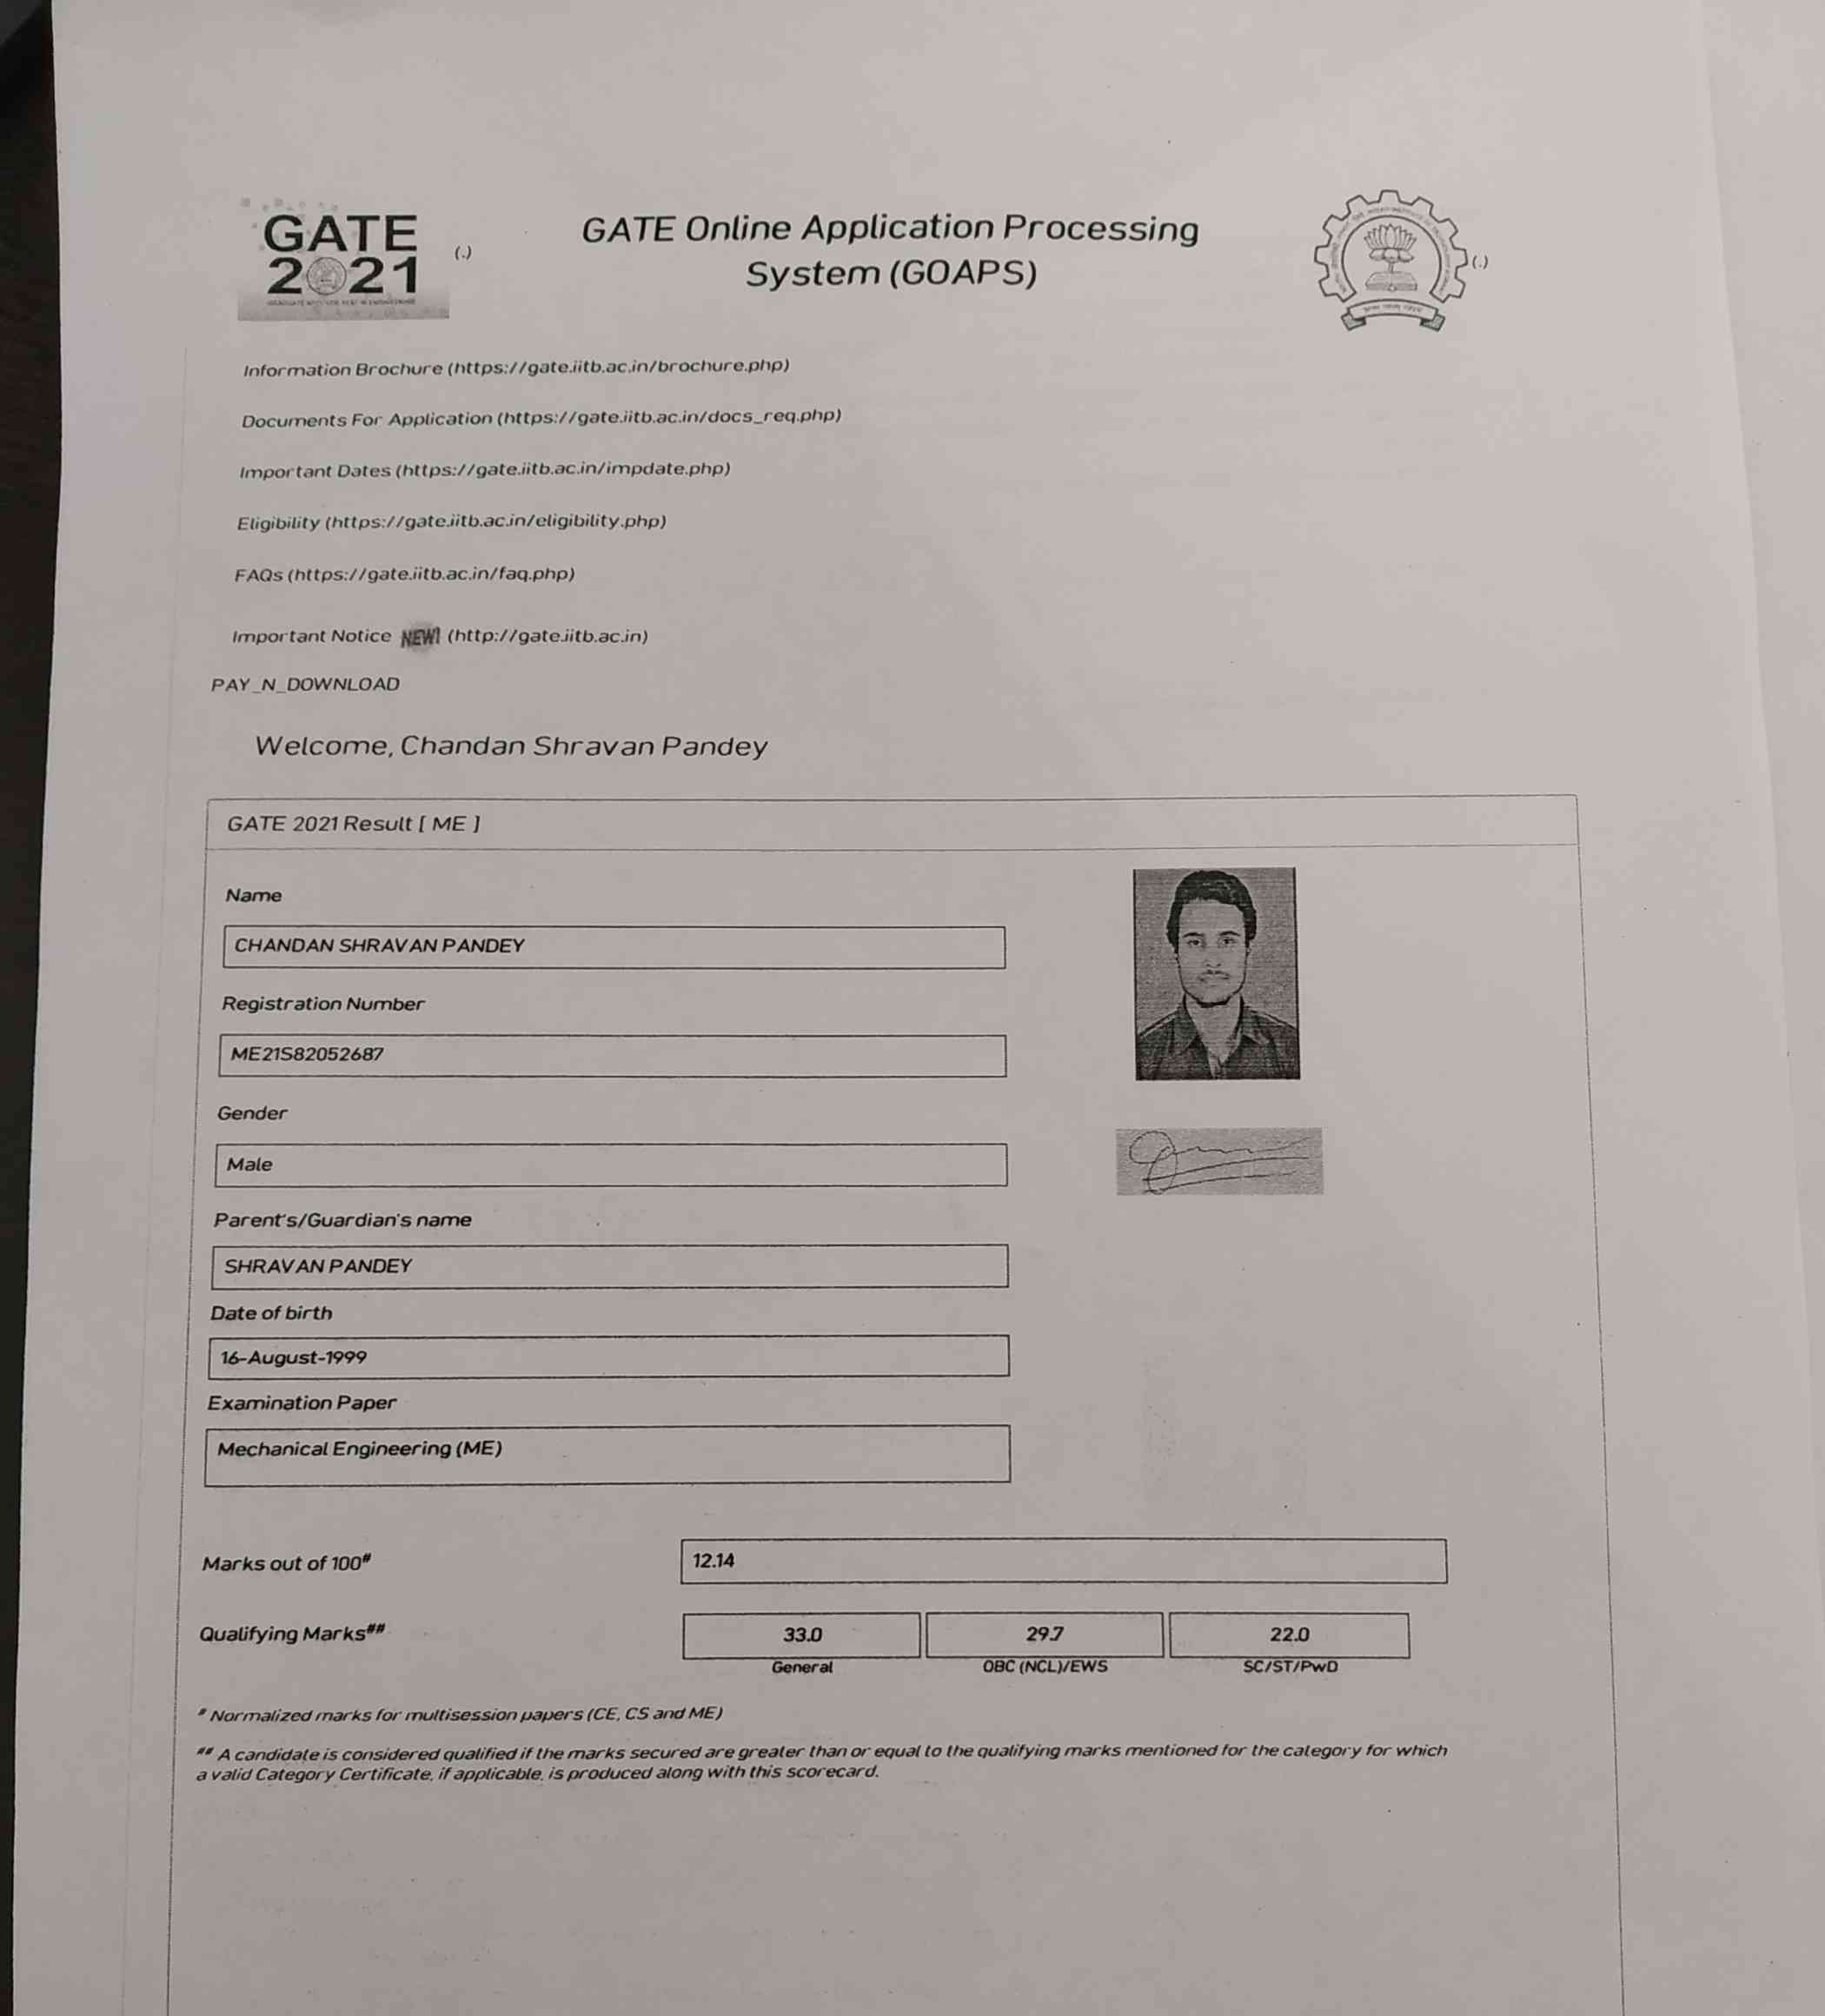 GATE
2021
(.)
GATE Online Application Processing
System (GOAPS)
(.)
Information Brochure (https://gate.iitb.ac.in/brochure.php)
Documents For Application (https://gate.iitb.ac.in/docs_req.php)
Important Dates (https://gate.iitb.ac.in/impdate.php)
Eligibility (https://gate.iitb.ac.in/eligibility.php)
FAQs (https://gate.iitb.ac.in/faq.php)
Important Notice NEW! (http://gate.iitb.ac.in)
PAY_N_DOWNLOAD
Welcome, Chandan Shravan Pandey
GATE 2021 Result [ ME ]
Name
CHANDAN SHRAVAN PANDEY
Registration Number
ME21S82052687
Gender
Male
Parent's/Guardian's name
SHRAVAN PANDEY
Date of birth
16-August-1999
Examination Paper
Mechanical Engineering (ME)
Marks out of 100#
12.14
Qualifying Marks##
33.0 29.7 22.0
General OBC (NCL)/EWS SC/ST/PwD
# Normalized marks for multisession papers (CE, CS and ME)
## A candidate is considered qualified if the marks secured are greater than or equal to the qualifying marks mentioned for the category for which
a valid Category Certificate, if applicable, is produced along with this scorecard.